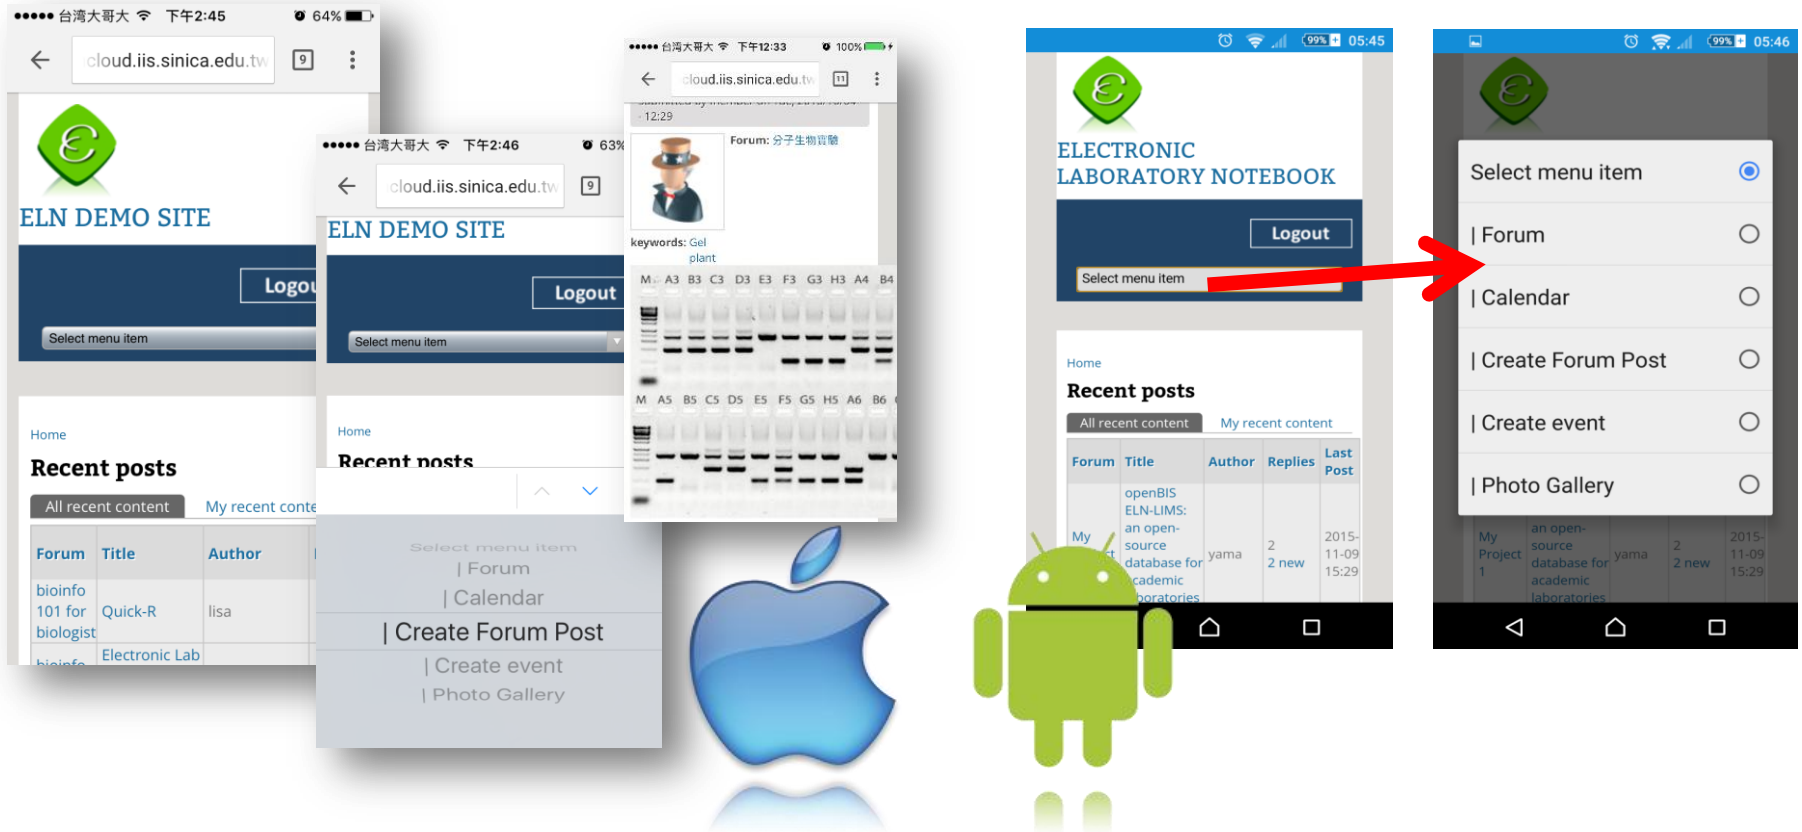 台湾大哥大 下午2:45 64%
cloud.iis.sinica.edu.tw 9
ELN DEMO SITE
Select menu item
Home
Recent posts
All recent content
Forum Title Author
bioinfo
101 for
biologist
Quick-R
lisa
Electronic Lab
台湾大哥大 下午2:46 63%
cloud.iis.sinica.edu.tw 9
ELN DEMO SITE
Logout
Select menu item
Home
Recent posts
Select menu item
| Forum
| Calendar
| Create Forum Post
| Create event
| Photo Gallery
台湾大哥大 下午12:33 100%
cloud.iis.sinica.edu.tw 11
- 12:29
Forum: 分子生物實驗
keywords: Gel
plant
M A3 B3 C3 D3 E3 F3 G3 H3 A4 B4
M A5 B5 C5 D5 E5 F5 G5 H5 A6 B6
99% 05:45
ELECTRONIC
LABORATORY NOTEBOOK
Logout
Select menu item
Home
Recent posts
All recent content My recent content
Forum Title Author Replies Last
Post
My
openBIS
ELN-LIMS:
an open-
source
database for
academic
laboratories
yama
2
2 new
2015-
11-09
15:29
99% 05:46
Select menu item
| Forum
| Calendar
| Create Forum Post
| Create event
| Photo Gallery
My
Project
1
an open-
source
database for
academic
laboratories
yama
2
2 new
2015-
11-09
15:29